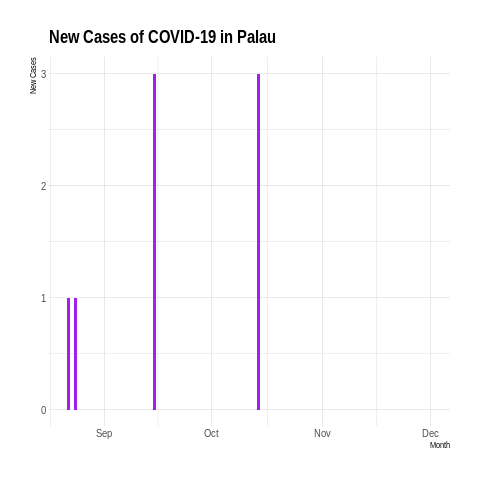 New Cases of COVID-19 in Palau
New Cases
3
2
1
0
Sep Oct Nov Dec
Month